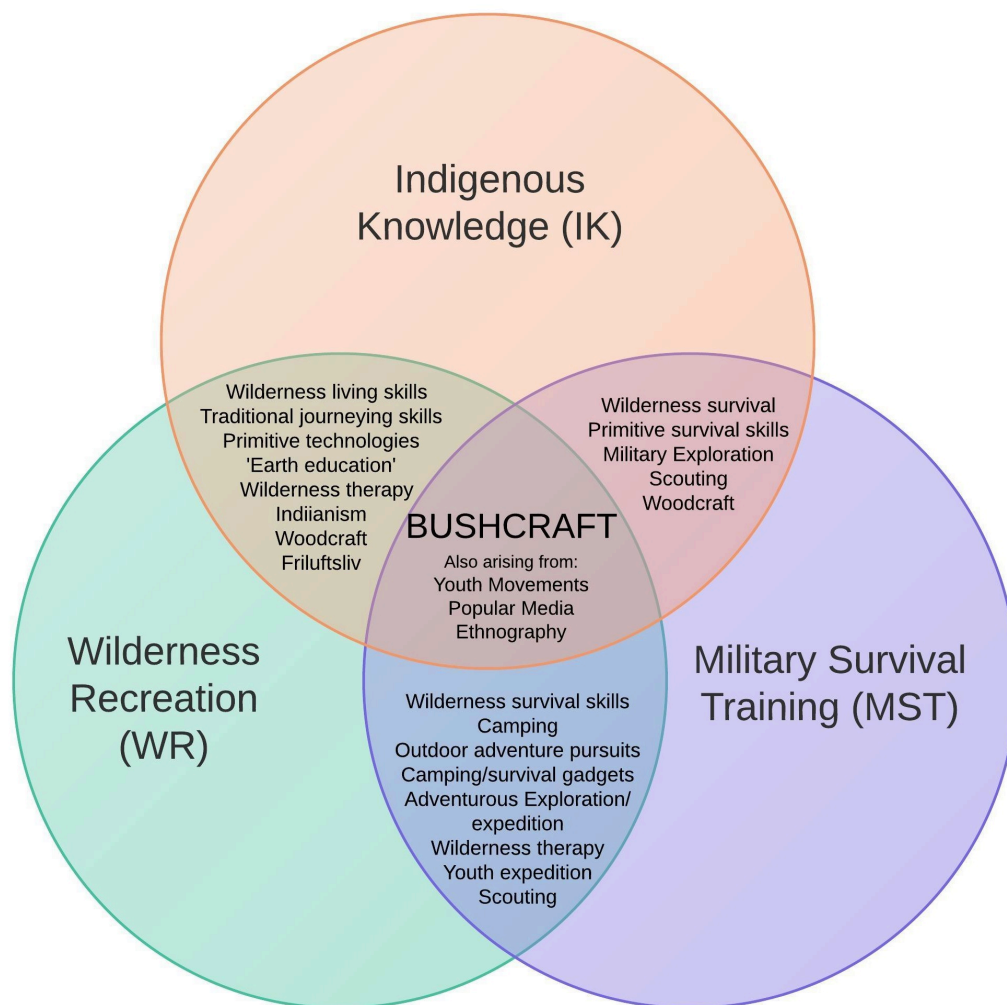 Indigenous
Knowledge (IK)
Wilderness living skills
Traditional journeying skills
Primitive technologies
'Earth education'
Wilderness therapy
Indiianism
Woodcraft
Friluftsliv
Wilderness survival
Primitive survival skills
Military Exploration
Scouting
Woodcraft
BUSHCRAFT
Also arising from:
Youth Movements
Popular Media
Ethnography
Wilderness
Recreation
(WR)
Military Survival
Training (MST)
Wilderness survival skills
Camping
Outdoor adventure pursuits
Camping/survival gadgets
Adventurous Exploration/
expedition
Wilderness therapy
Youth expedition
Scouting